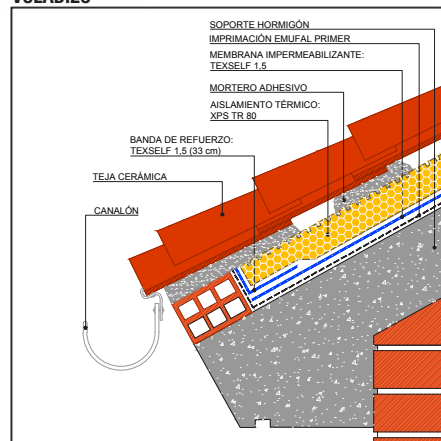 VOLADIZO
SOPORTE HORMIGÓN
IMPRIMACIÓN EMUFAL PRIMER
MEMBRANA IMPERMEABILIZANTE:
TEXSELF 1,5
MORTERO ADHESIVO
AISLAMIENTO TÉRMICO:
XPS TR 80
BANDA DE REFUERZO:
TEXSELF 1,5 (33 cm)
TEJA CERÁMICA
CANALÓN